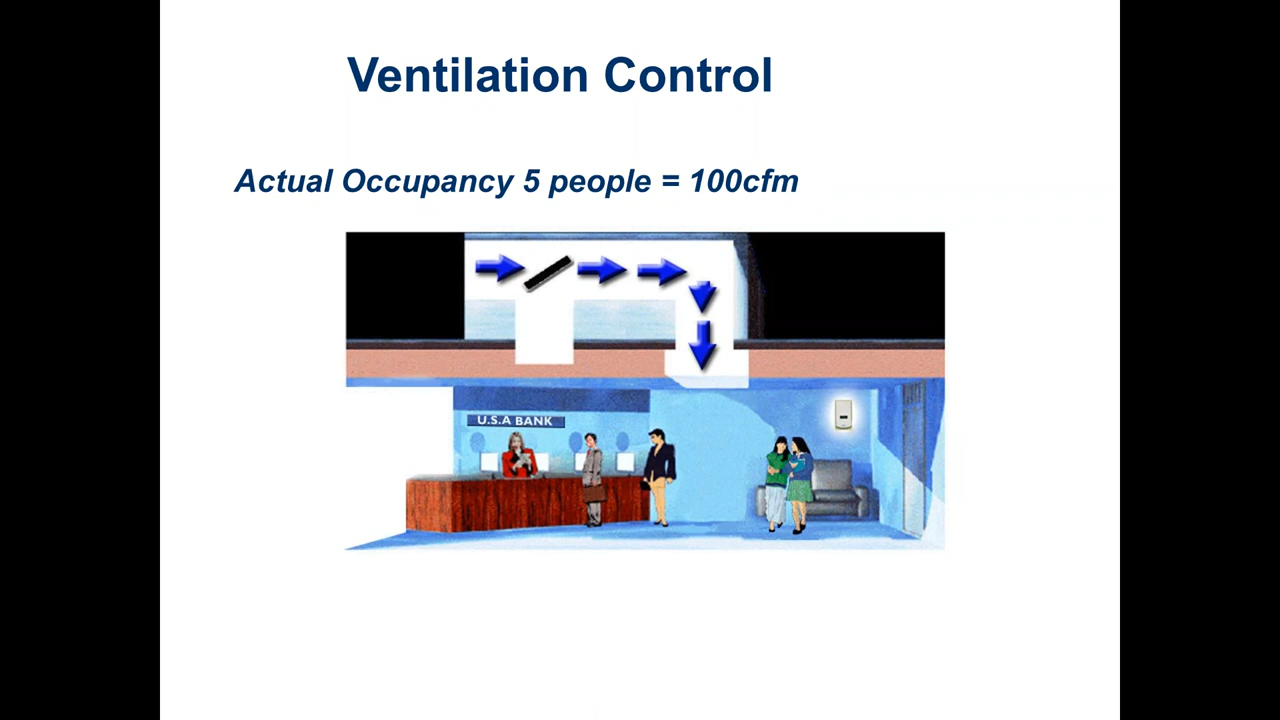 Ventilation Control
Actual Occupancy 5 people = 100cfm
U.S.A BANK